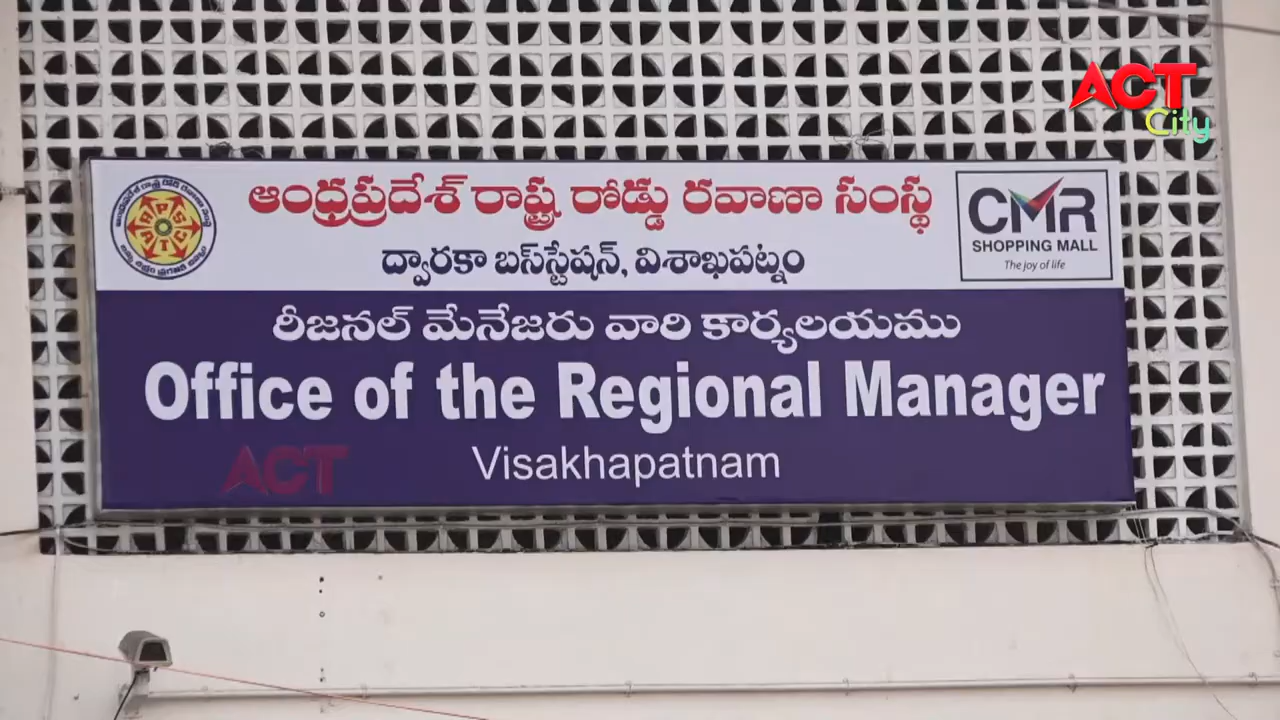 ACT
City
ఆంధ్రప్రదేశ్ రాష్ట్ర రోడ్డు రవాణా సంస్థ
ద్వారకా బస్‌స్టేషన్, విశాఖపట్నం
CMR
SHOPPING MALL
The joy of life
రీజనల్ మేనేజరు వారి కార్యలయము
Office of the Regional Manager
Visakhapatnam
ACT